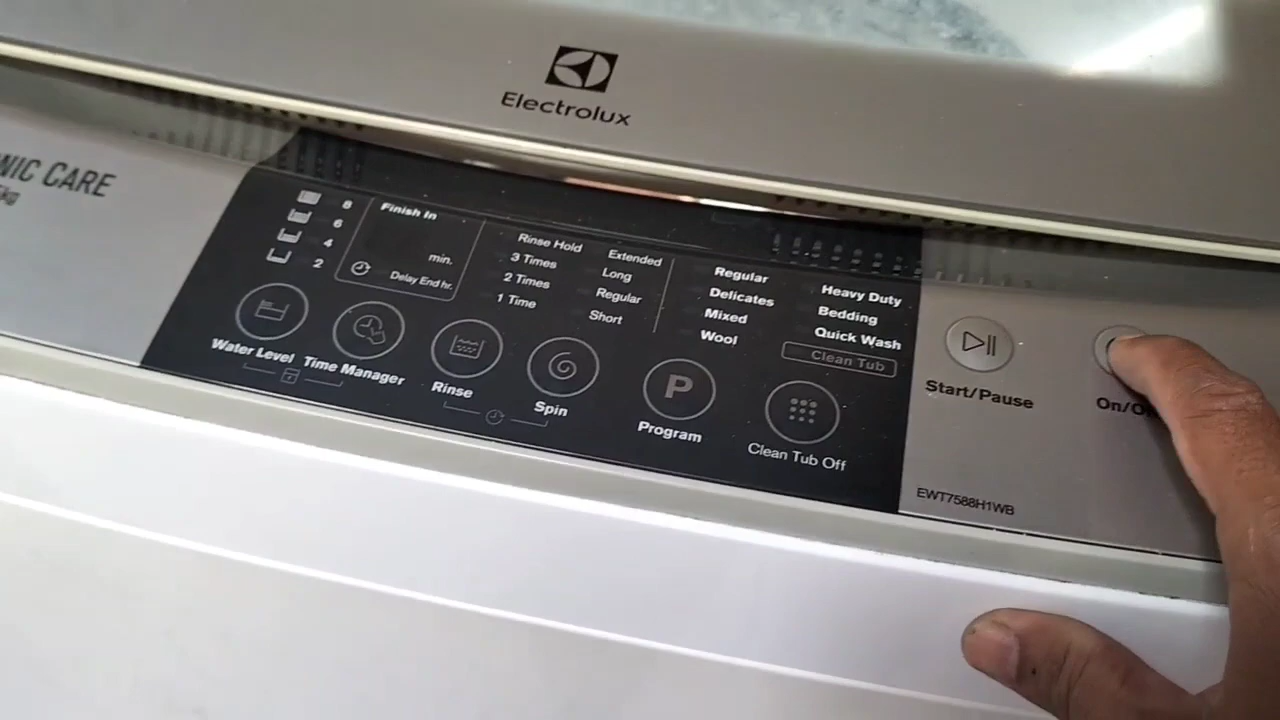 Electrolux
NIC CARE
kg
8
6
4
2
Finish In
min.
Delay End hr.
Rinse Hold
3 Times
2 Times
1 Time
Extended
Long
Regular
Short
Regular
Delicates
Mixed
Wool
Heavy Duty
Bedding
Quick Wash
Clean Tub
Water Level
Time Manager
Rinse
Spin
P
Program
Clean Tub Off
Start/Pause
On/O
EWT7588H1WB